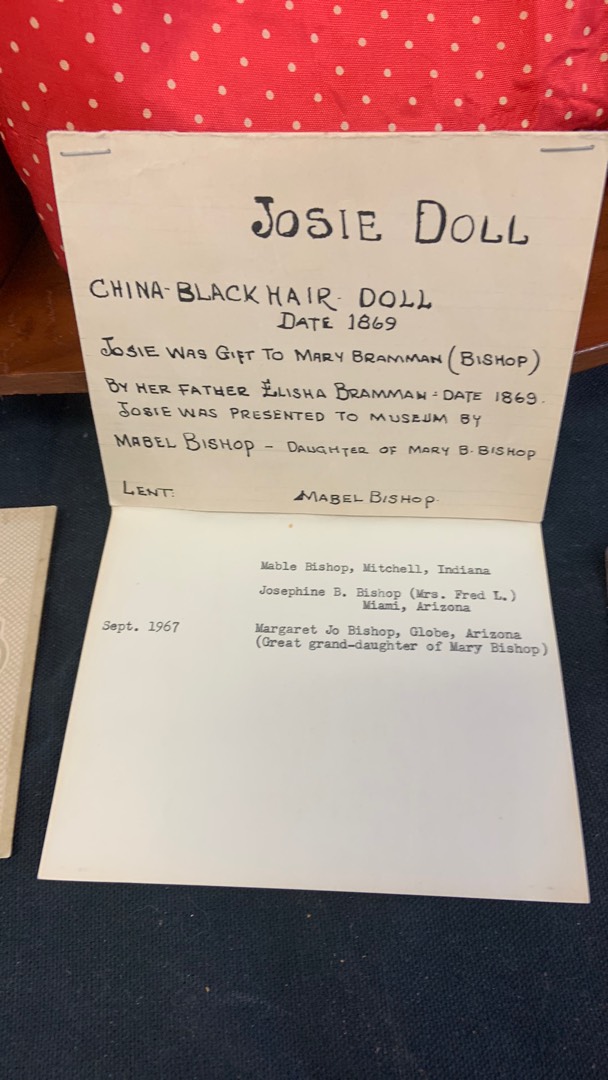 JOSIE DOLL
CHINA-BLACK HAIR- DOLL
DATE 1869
JOSIE WAS GIFT TO MARY BRAMMAN (BISHOP)
BY HER FATHER ELISHA BRAMMAN - DATE 1869.
JOSIE WAS PRESENTED TO MUSEUM BY
MABEL BISHOP - DAUGHTER OF MARY B. BISHOP
LENT: MABEL BISHOP.
Mable Bishop, Mitchell, Indiana
Josephine B. Bishop (Mrs. Fred L.)
Miami, Arizona
Sept. 1967 Margaret Jo Bishop, Globe, Arizona
(Great grand-daughter of Mary Bishop)